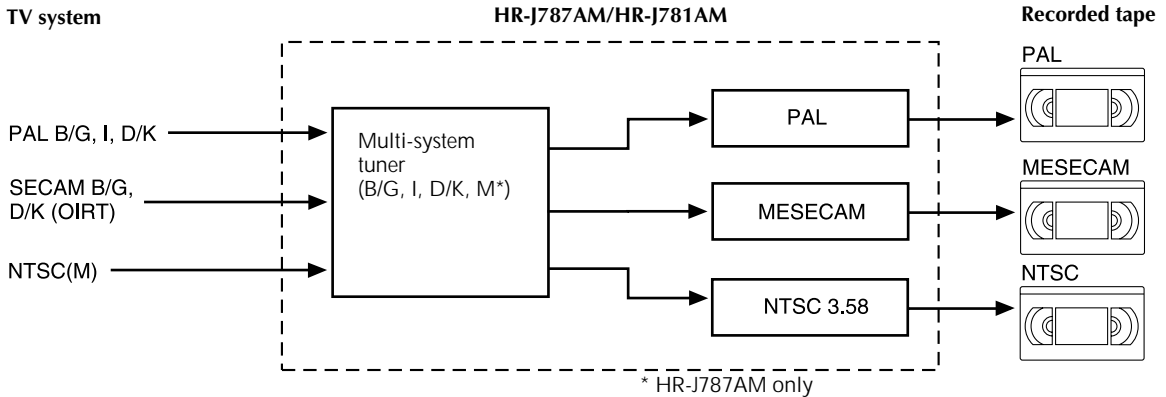 TV system
HR-J787AM/HR-J781AM
Recorded tape
PAL B/G, I, D/K
SECAM B/G,
D/K (OIRT)
NTSC(M)
Multi-system
tuner
(B/G, I, D/K, M*)
PAL
MESECAM
NTSC 3.58
PAL
MESECAM
NTSC
* HR-J787AM only